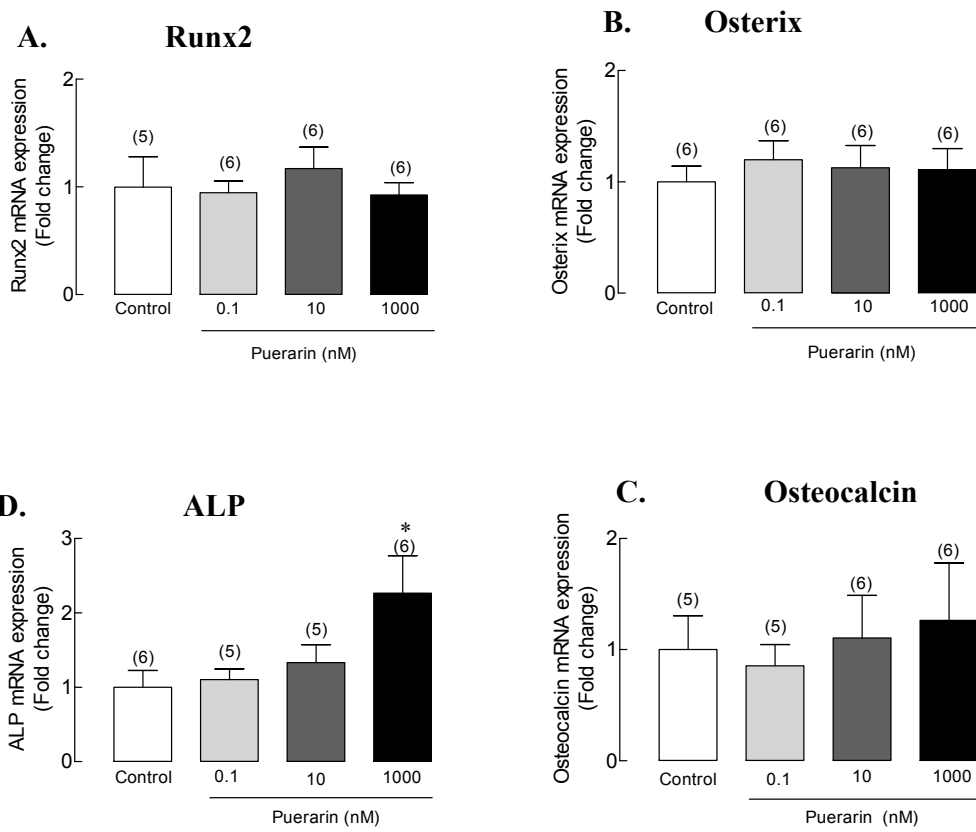 A. Runx2
Runx2 mRNA expression
(Fold change)
2
1
0
(5)
(6)
(6)
(6)
Control
0.1
10
1000
Puerarin (nM)
B. Osterix
Osterix mRNA expression
(Fold change)
2
1
0
(6)
(6)
(6)
(6)
Control
0.1
10
1000
Puerarin (nM)
D. ALP
ALP mRNA expression
(Fold change)
3
2
1
0
(6)
(5)
(5)
*
(6)
Control
0.1
10
1000
Puerarin (nM)
C. Osteocalcin
Osteocalcin mRNA expression
(Fold change)
2
1
0
(5)
(5)
(6)
(6)
Control
0.1
10
1000
Puerarin (nM)